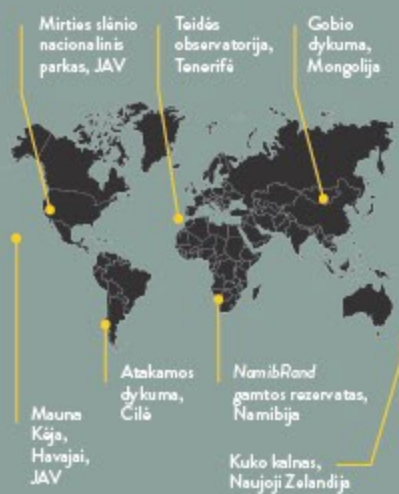 Mirties slėnio
nacionalinis
parkas, JAV
Teidės
observatorija,
Tenerifė
Gobio
dykuma,
Mongolija
Atakamos
dykuma,
Čilė
NamibRand
gamtos rezervatas,
Namibija
Mauna
Kėja,
Havajai,
JAV
Kuko kalnas,
Naujoji Zelandija